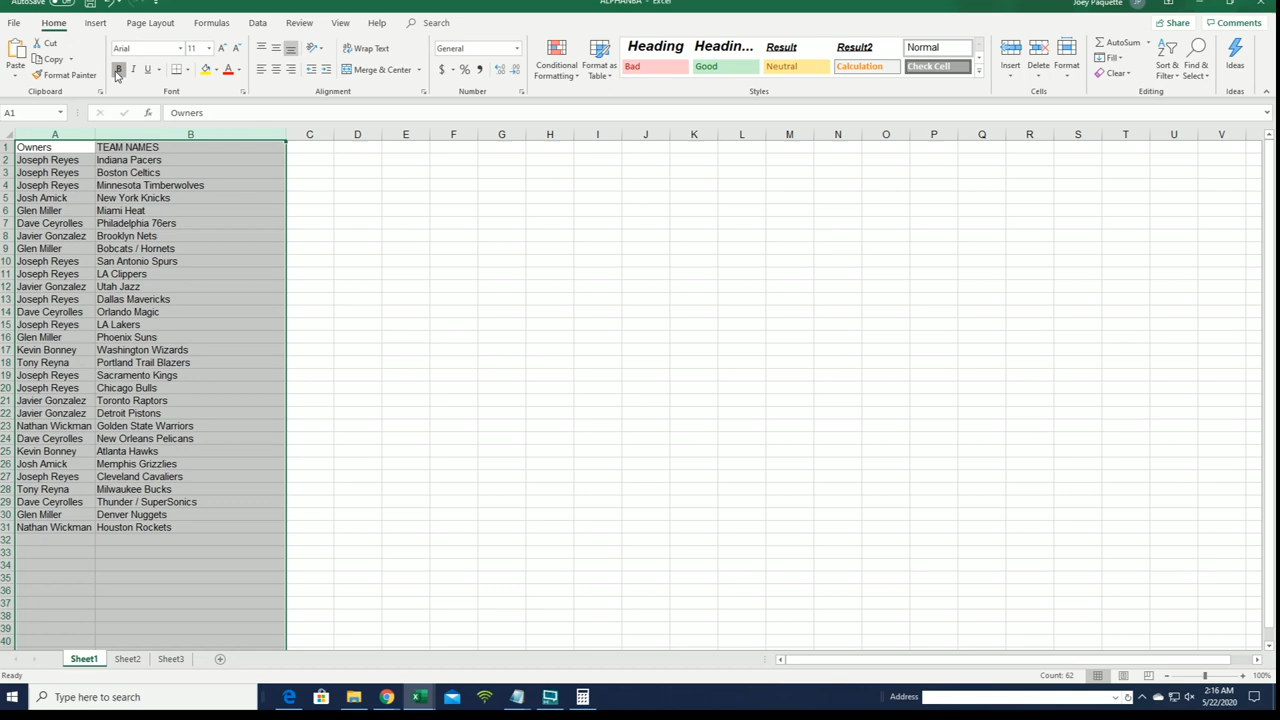 AutoSave Off ALPHANBA - Excel Joey Paquette JP
File Home Insert Page Layout Formulas Data Review View Help Search Share Comments
Paste Cut Copy Format Painter Clipboard
Arial 11 B I U Font
Wrap Text Merge & Center Alignment
General $ % Number
Conditional Formatting Format as Table
Heading Headin... Result Result2 Normal
Bad Good Neutral Calculation Check Cell
Styles
Insert Delete Format Cells
AutoSum Fill Clear Sort & Filter Find & Select Editing
Ideas Ideas
A1 fx Owners
A B C D E F G H I J K L M N O P Q R S T U V
1 Owners TEAM NAMES
2 Joseph Reyes Indiana Pacers
3 Joseph Reyes Boston Celtics
4 Joseph Reyes Minnesota Timberwolves
5 Josh Amick New York Knicks
6 Glen Miller Miami Heat
7 Dave Ceyrolles Philadelphia 76ers
8 Javier Gonzalez Brooklyn Nets
9 Glen Miller Bobcats / Hornets
10 Joseph Reyes San Antonio Spurs
11 Joseph Reyes LA Clippers
12 Javier Gonzalez Utah Jazz
13 Joseph Reyes Dallas Mavericks
14 Dave Ceyrolles Orlando Magic
15 Joseph Reyes LA Lakers
16 Glen Miller Phoenix Suns
17 Kevin Bonney Washington Wizards
18 Tony Reyna Portland Trail Blazers
19 Joseph Reyes Sacramento Kings
20 Joseph Reyes Chicago Bulls
21 Javier Gonzalez Toronto Raptors
22 Javier Gonzalez Detroit Pistons
23 Nathan Wickman Golden State Warriors
24 Dave Ceyrolles New Orleans Pelicans
25 Kevin Bonney Atlanta Hawks
26 Josh Amick Memphis Grizzlies
27 Joseph Reyes Cleveland Cavaliers
28 Tony Reyna Milwaukee Bucks
29 Dave Ceyrolles Thunder / SuperSonics
30 Glen Miller Denver Nuggets
31 Nathan Wickman Houston Rockets
32
33
34
35
36
37
38
39
40
Sheet1 Sheet2 Sheet3
Ready Count: 62 100%
Type here to search Address 2:16 AM
5/22/2020